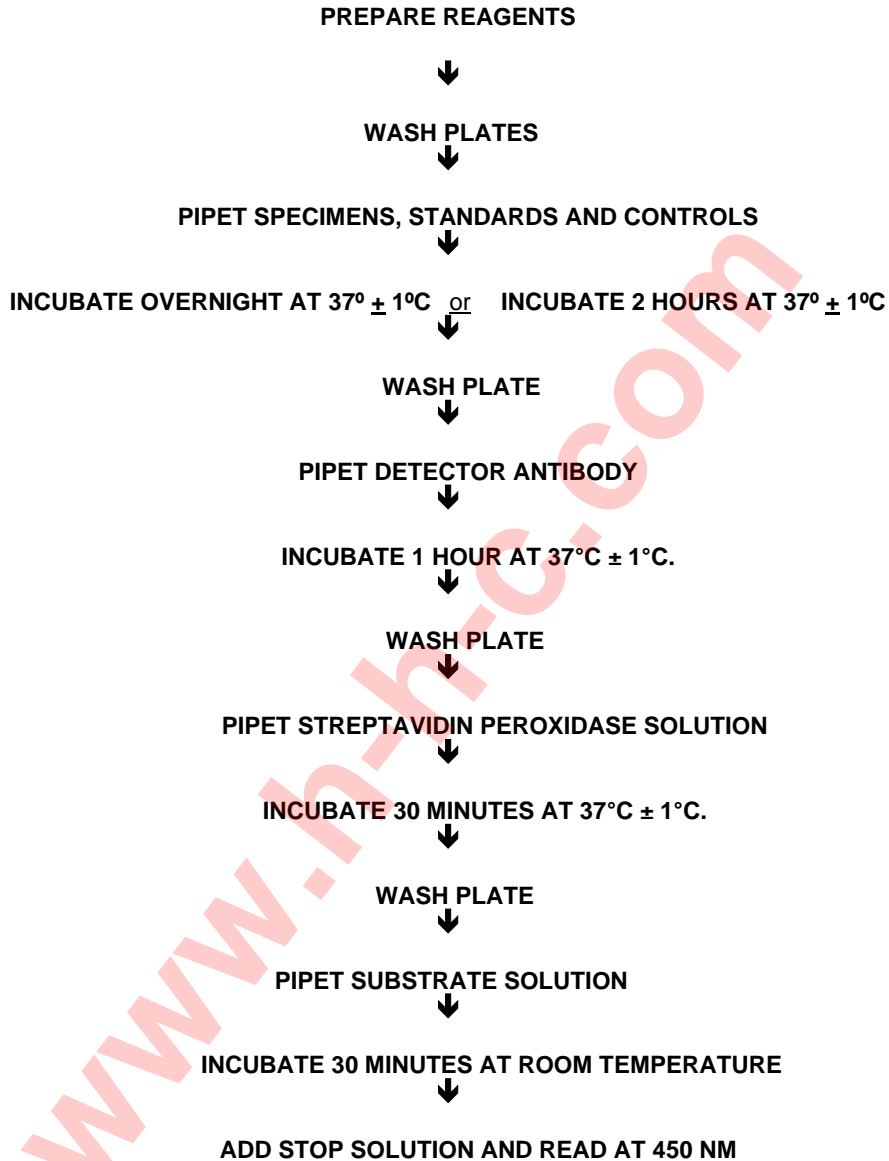 PREPARE REAGENTS
WASH PLATES
PIPET SPECIMENS, STANDARDS AND CONTROLS
INCUBATE OVERNIGHT AT 37º ± 1ºC or INCUBATE 2 HOURS AT 37º ± 1ºC
WASH PLATE
PIPET DETECTOR ANTIBODY
INCUBATE 1 HOUR AT 37°C ± 1°C.
WASH PLATE
PIPET STREPTAVIDIN PEROXIDASE SOLUTION
INCUBATE 30 MINUTES AT 37°C ± 1°C.
WASH PLATE
PIPET SUBSTRATE SOLUTION
INCUBATE 30 MINUTES AT ROOM TEMPERATURE
ADD STOP SOLUTION AND READ AT 450 NM
www.h-h-c.com